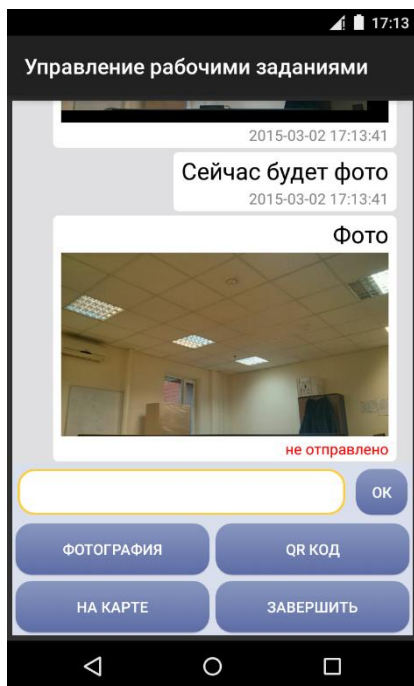 17:13
Управление рабочими заданиями
2015-03-02 17:13:41
Сейчас будет фото
2015-03-02 17:13:41
Фото
не отправлено
ОК
ФОТОГРАФИЯ
QR КОД
НА КАРТЕ
ЗАВЕРШИТЬ